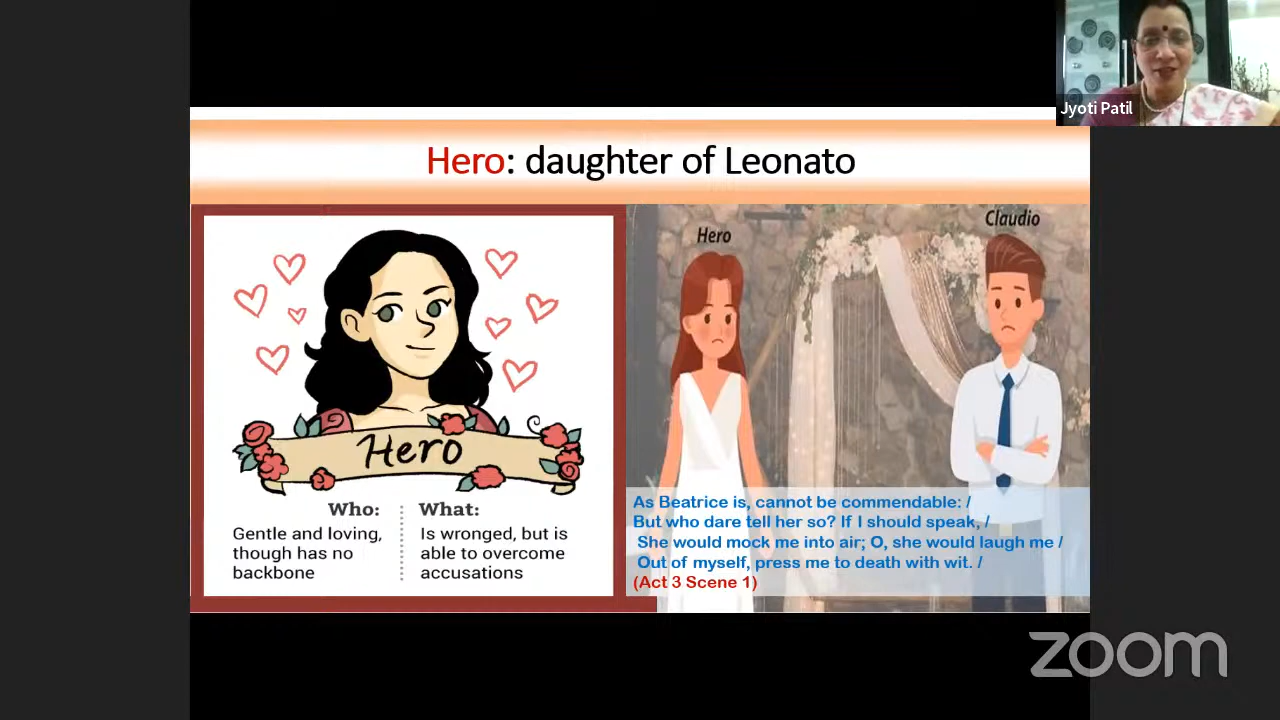 Jyoti Patil
Hero: daughter of Leonato
Hero
Who:
Gentle and loving,
though has no
backbone
What:
Is wronged, but is
able to overcome
accusations
Hero
Claudio
As Beatrice is, cannot be commendable: /
But who dare tell her so? If I should speak, /
She would mock me into air; O, she would laugh me /
Out of myself, press me to death with wit. /
(Act 3 Scene 1)
zoom